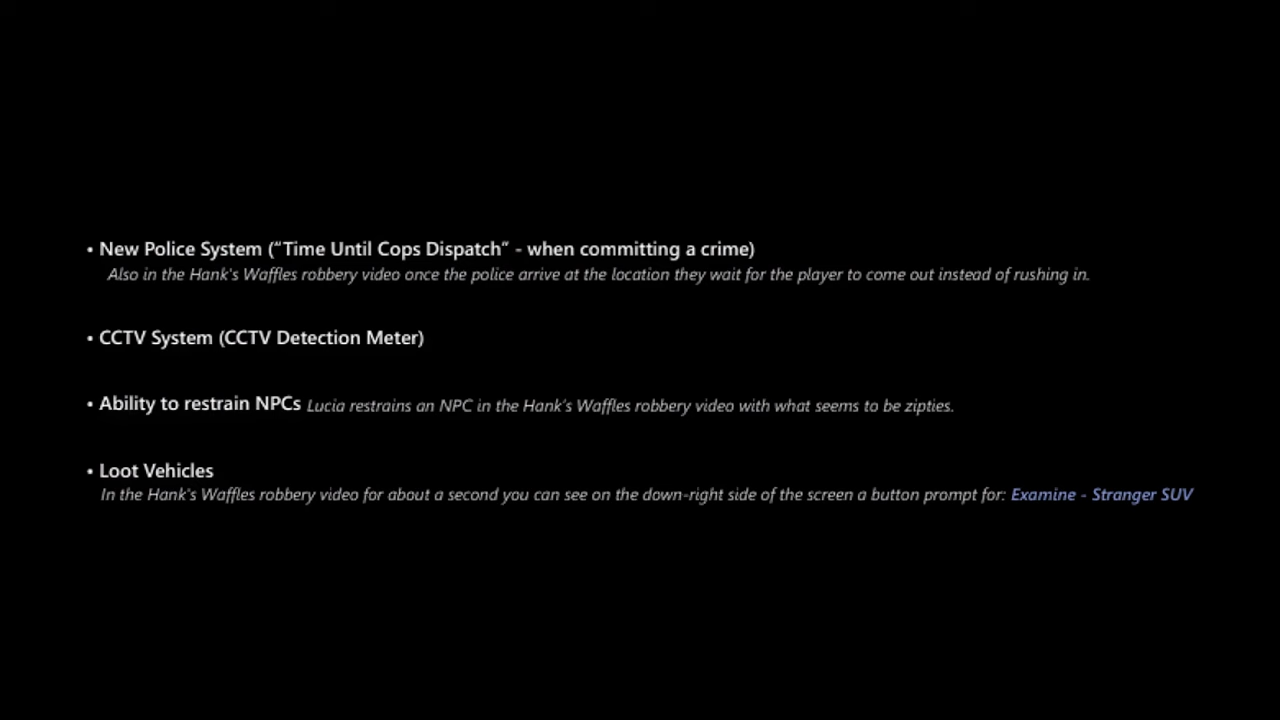 • New Police System (“Time Until Cops Dispatch” - when committing a crime)
Also in the Hank's Waffles robbery video once the police arrive at the location they wait for the player to come out instead of rushing in.
• CCTV System (CCTV Detection Meter)
• Ability to restrain NPCs Lucia restrains an NPC in the Hank's Waffles robbery video with what seems to be zipties.
• Loot Vehicles
In the Hank's Waffles robbery video for about a second you can see on the down-right side of the screen a button prompt for: Examine - Stranger SUV